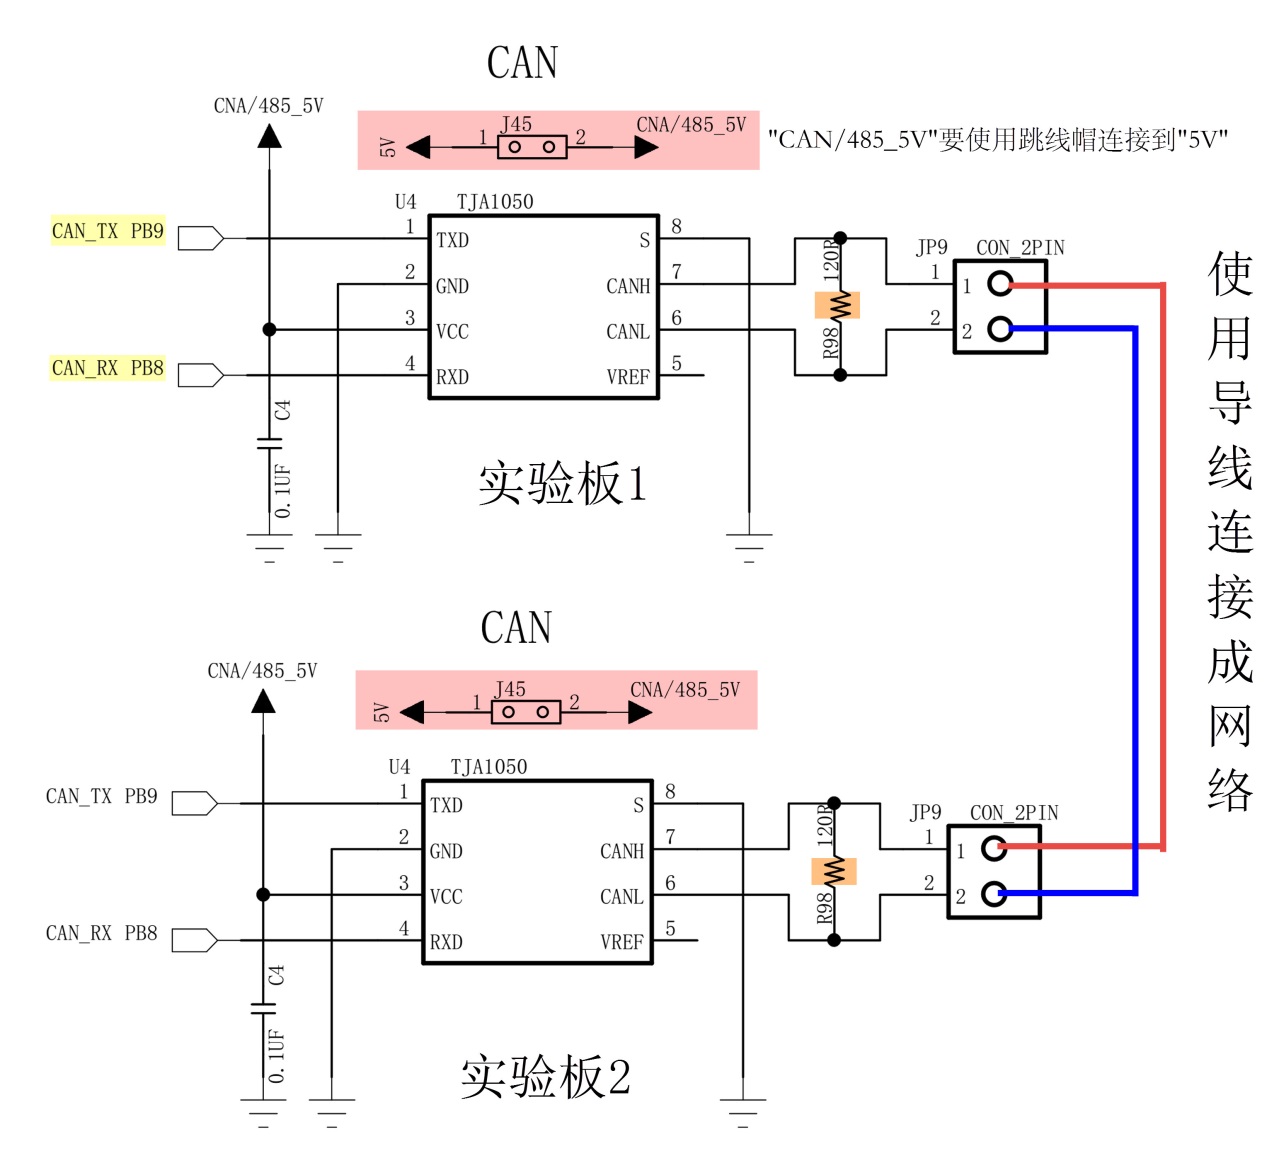 CAN
CNA/485_5V
5V
1
J45
2
CNA/485_5V
"CAN/485_5V"要使用跳线帽连接到"5V"
U4
TJA1050
CAN_TX PB9
1
TXD
S
8
2
GND
CANH
7
3
VCC
CANL
6
CAN_RX PB8
4
RXD
VREF
5
120R
R98
JP9
CON_2PIN
1
1
2
2
C4
0.1UF
实验板1
使用导线连接成网络
CAN
CNA/485_5V
5V
1
J45
2
CNA/485_5V
U4
TJA1050
CAN_TX PB9
1
TXD
S
8
2
GND
CANH
7
3
VCC
CANL
6
CAN_RX PB8
4
RXD
VREF
5
120R
R98
JP9
CON_2PIN
1
1
2
2
C4
0.1UF
实验板2